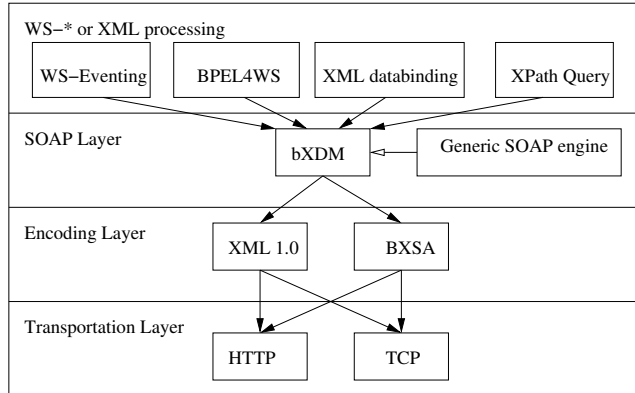 WS-* or XML processing
WS-Eventing
BPEL4WS
XML databinding
XPath Query
SOAP Layer
bXDM
Generic SOAP engine
Encoding Layer
XML 1.0
BXSA
Transportation Layer
HTTP
TCP